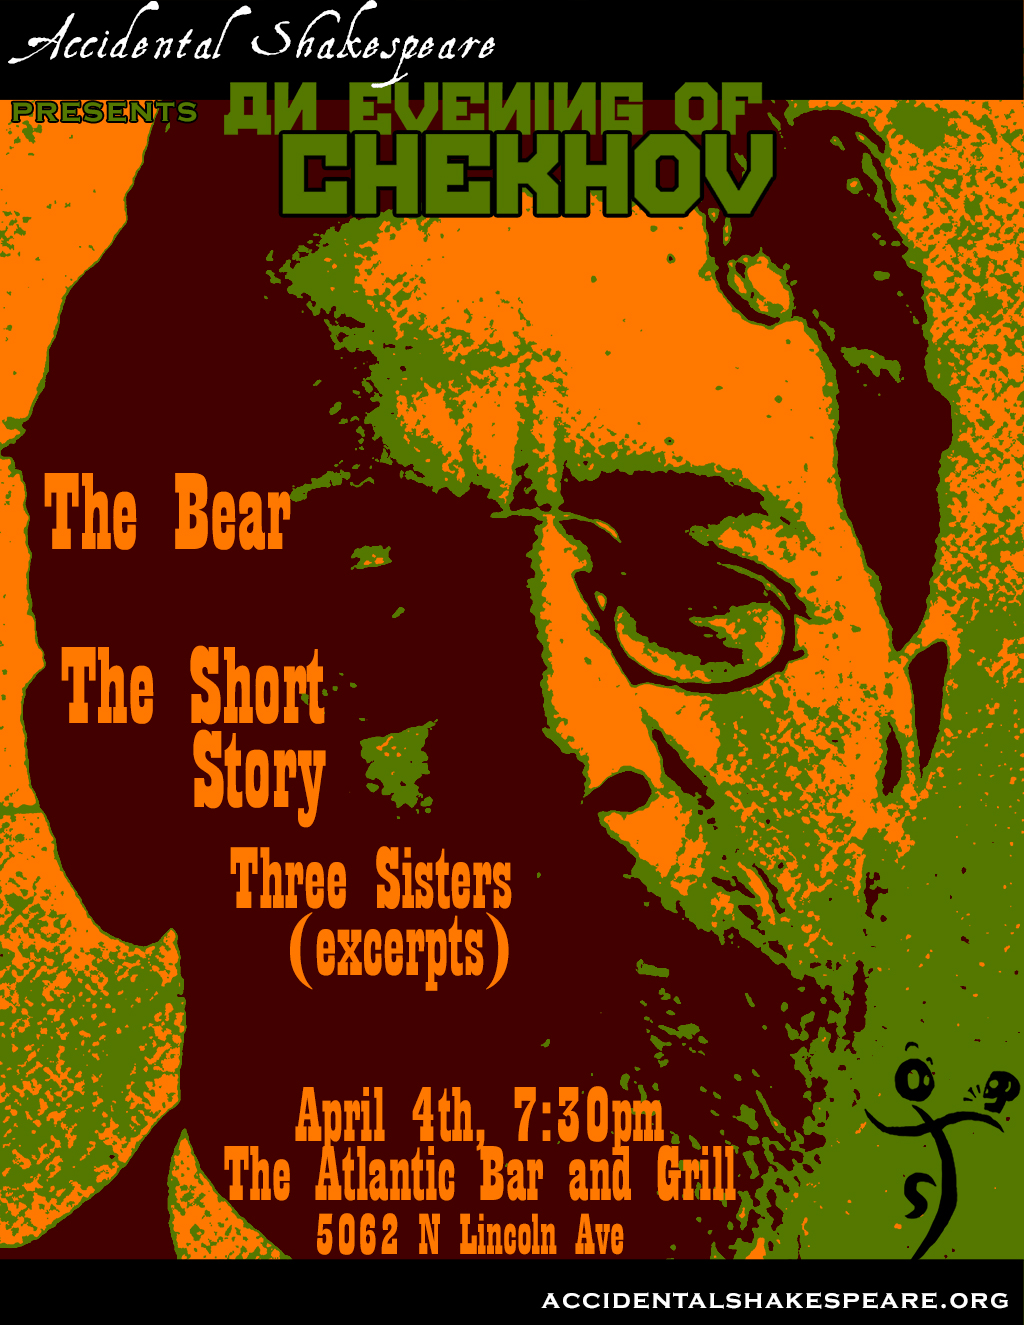 Accidental Shakespeare
PRESENTS
AN EVENING OF
CHEKHOV
The Bear
The Short
Story
Three Sisters
(excerpts)
April 4th, 7:30pm
The Atlantic Bar and Grill
5062 N Lincoln Ave
ACCIDENTALSHAKESPEARE.ORG